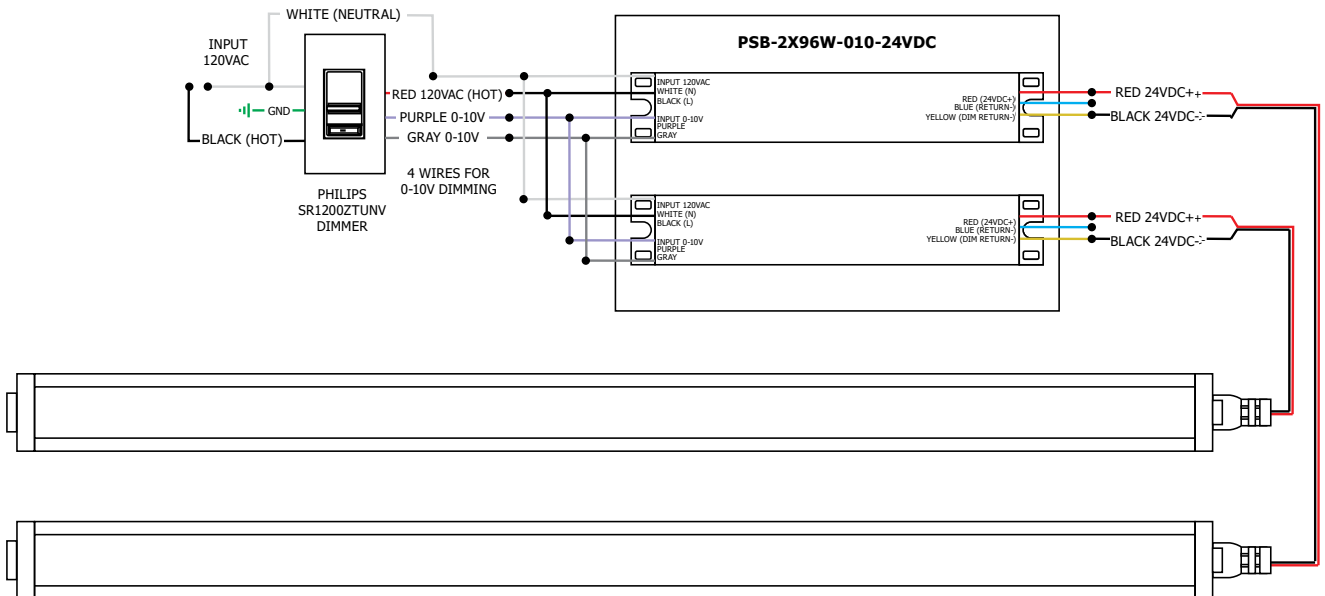 WHITE (NEUTRAL)
INPUT
120VAC
GND
BLACK (HOT)
PHILIPS
SR1200ZTUNV
DIMMER
RED 120VAC (HOT)
PURPLE 0-10V
GRAY 0-10V
4 WIRES FOR
0-10V DIMMING
PSB-2X96W-010-24VDC
INPUT 120VAC
WHITE (N)
BLACK (L)
INPUT 0-10V
PURPLE
GRAY
RED (24VDC+)
BLUE (RETURN-)
YELLOW (DIM RETURN-)
RED 24VDC++
BLACK 24VDC--
INPUT 120VAC
WHITE (N)
BLACK (L)
INPUT 0-10V
PURPLE
GRAY
RED (24VDC+)
BLUE (RETURN-)
YELLOW (DIM RETURN-)
RED 24VDC++
BLACK 24VDC--